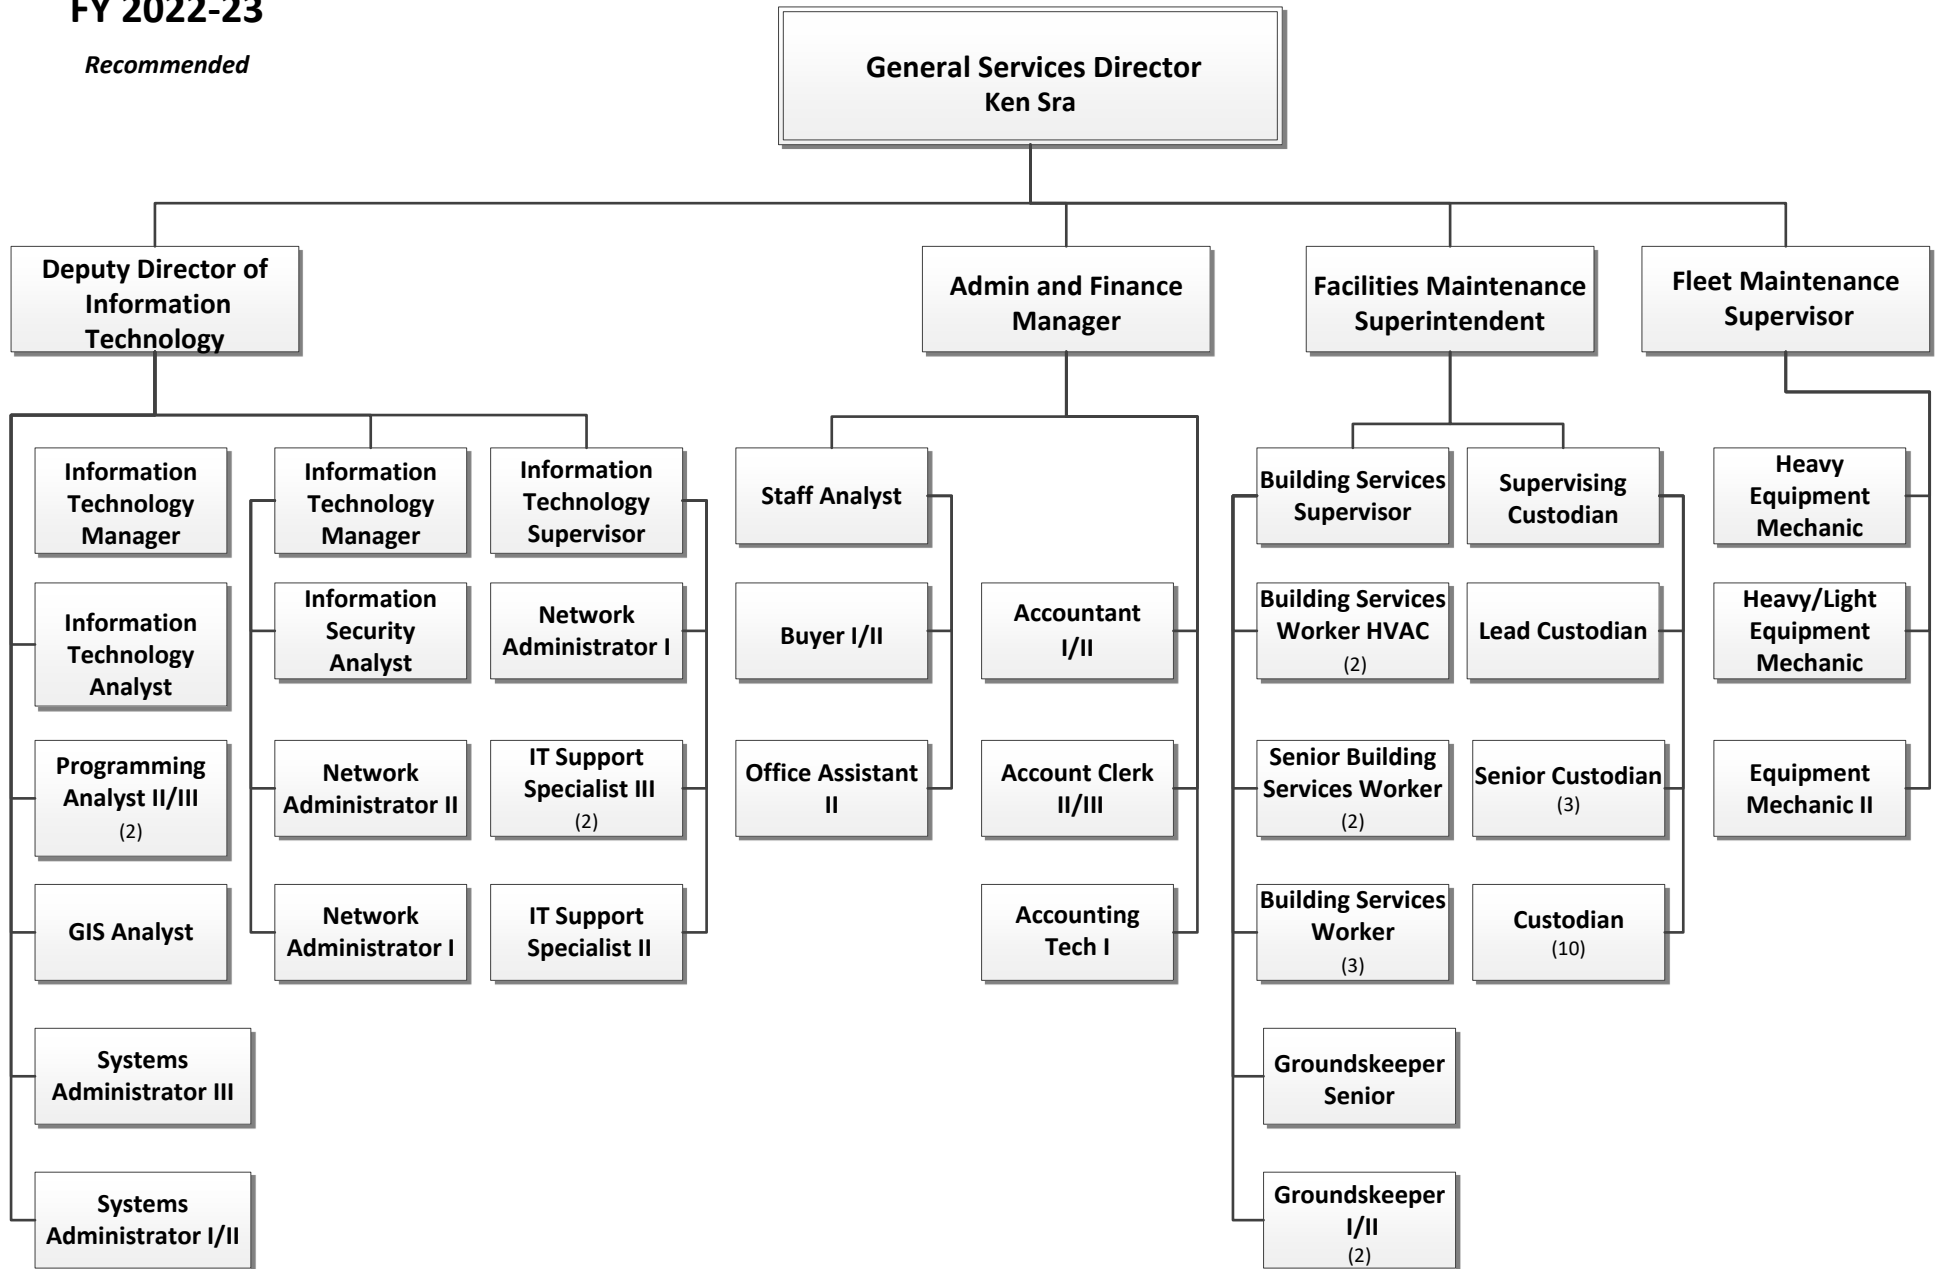 FY 2022-23
Recommended
General Services Director
Ken Sra
Deputy Director of
Information
Technology
Admin and Finance
Manager
Facilities Maintenance
Superintendent
Fleet Maintenance
Supervisor
Information
Technology
Manager
Information
Technology
Manager
Information
Technology
Supervisor
Staff Analyst
Building Services
Supervisor
Supervising
Custodian
Heavy
Equipment
Mechanic
Information
Technology
Analyst
Information
Security
Analyst
Network
Administrator I
Buyer I/II
Accountant
I/II
Building Services
Worker HVAC
(2)
Lead Custodian
Heavy/Light
Equipment
Mechanic
Programming
Analyst II/III
(2)
Network
Administrator II
IT Support
Specialist III
(2)
Office Assistant
II
Account Clerk
II/III
Senior Building
Services Worker
(2)
Senior Custodian
(3)
Equipment
Mechanic II
GIS Analyst
Network
Administrator I
IT Support
Specialist II
Accounting
Tech I
Building Services
Worker
(3)
Custodian
(10)
Systems
Administrator III
Groundskeeper
Senior
Systems
Administrator I/II
Groundskeeper
I/II
(2)